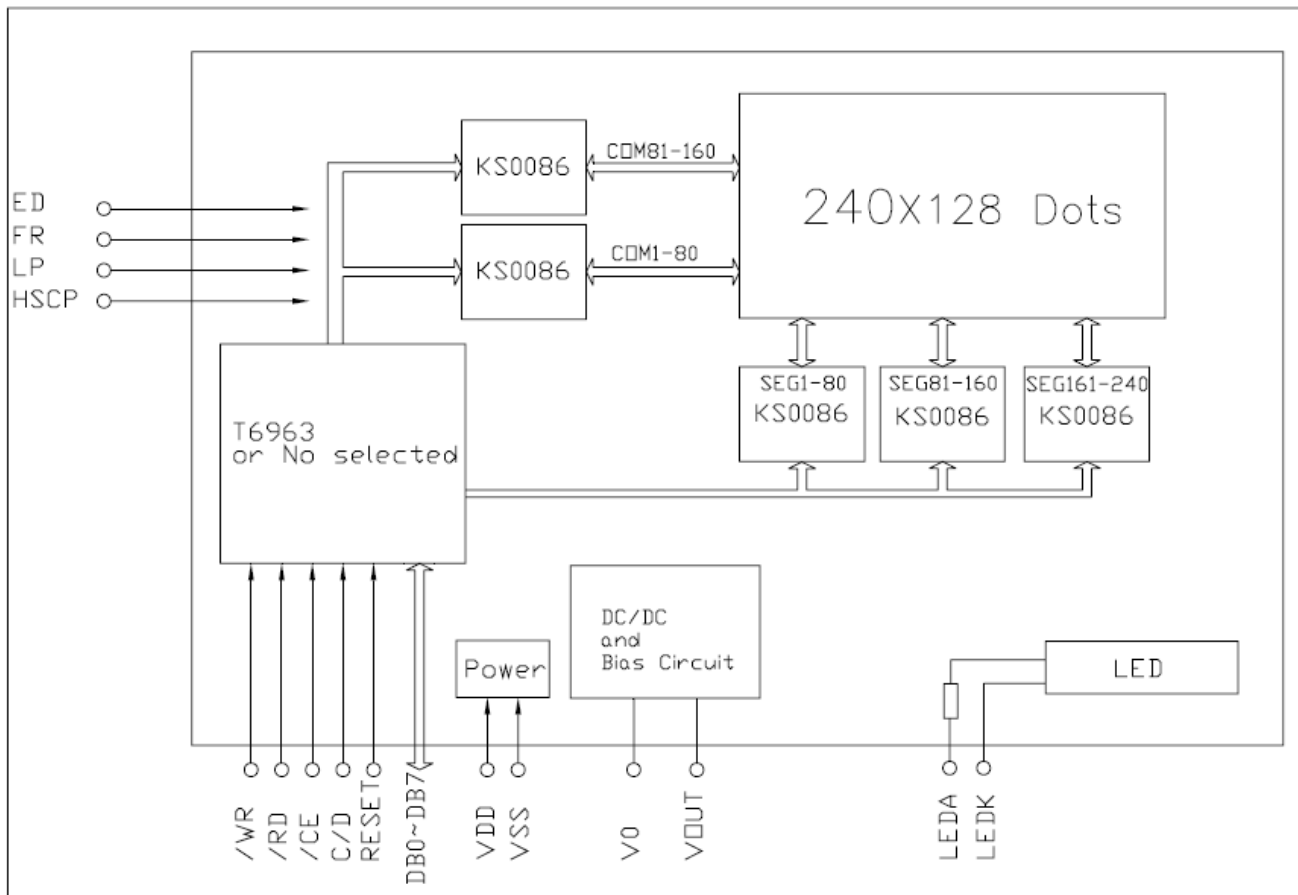 KS0086
COM81-160
240X128 Dots
ED
FR
LP
HSCP
KS0086
COM1-80
SEG1-80
KS0086
SEG81-160
KS0086
SEG161-240
KS0086
T6963
or No selected
DC/DC
and
Bias Circuit
Power
LED
/WR
/RD
/CE
C/D
RESET
DB0~DB7
VDD
VSS
V0
VOUT
LEDA
LEDK